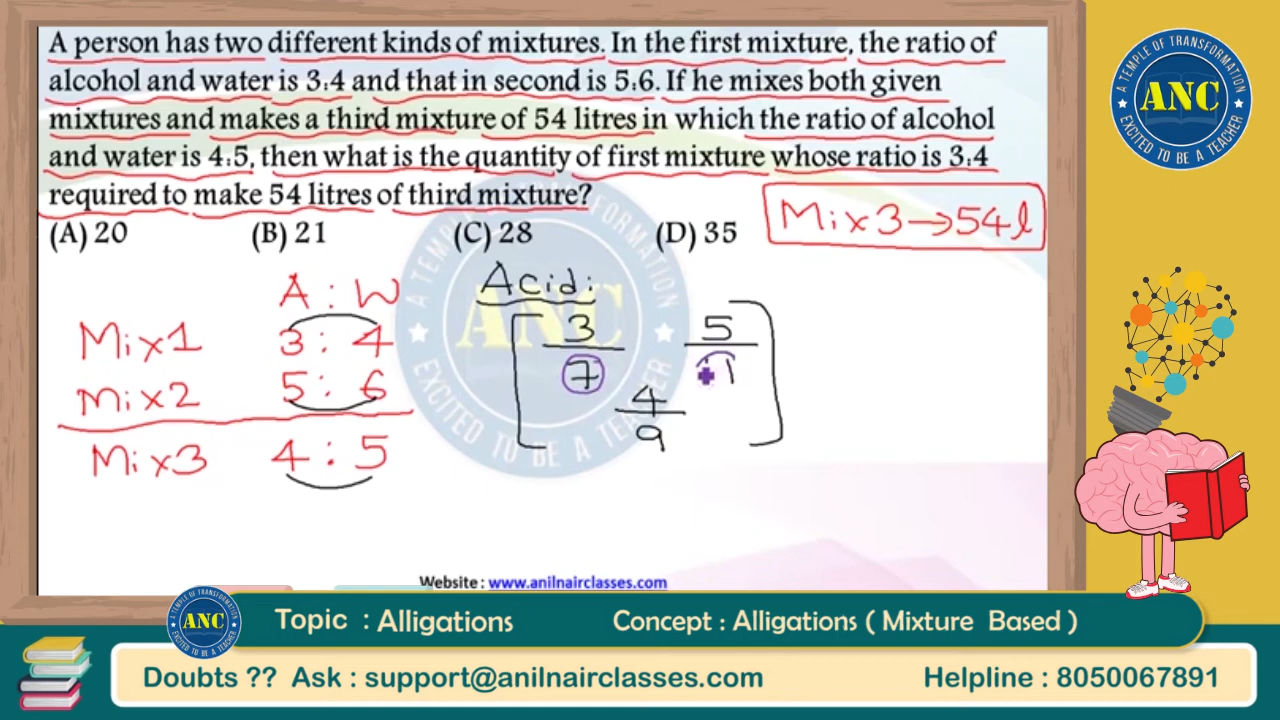 A person has two different kinds of mixtures. In the first mixture, the ratio of
alcohol and water is 3:4 and that in second is 5:6. If he mixes both given
mixtures and makes a third mixture of 54 litres in which the ratio of alcohol
and water is 4:5, then what is the quantity of first mixture whose ratio is 3:4
required to make 54 litres of third mixture?
(A) 20 (B) 21 (C) 28 (D) 35
Mix3→54l
A : W
Mix1 3 : 4
Mix2 5 : 6
Mix3 4 : 5
Acid:
3 5
7
4
9
A TEMPLE OF TRANSFORMATION
ANC
EXCITED TO BE A TEACHER
Website : www.anilnairclasses.com
ANC
Topic : Alligations Concept : Alligations ( Mixture Based )
Doubts ?? Ask : support@anilnairclasses.com Helpline : 8050067891